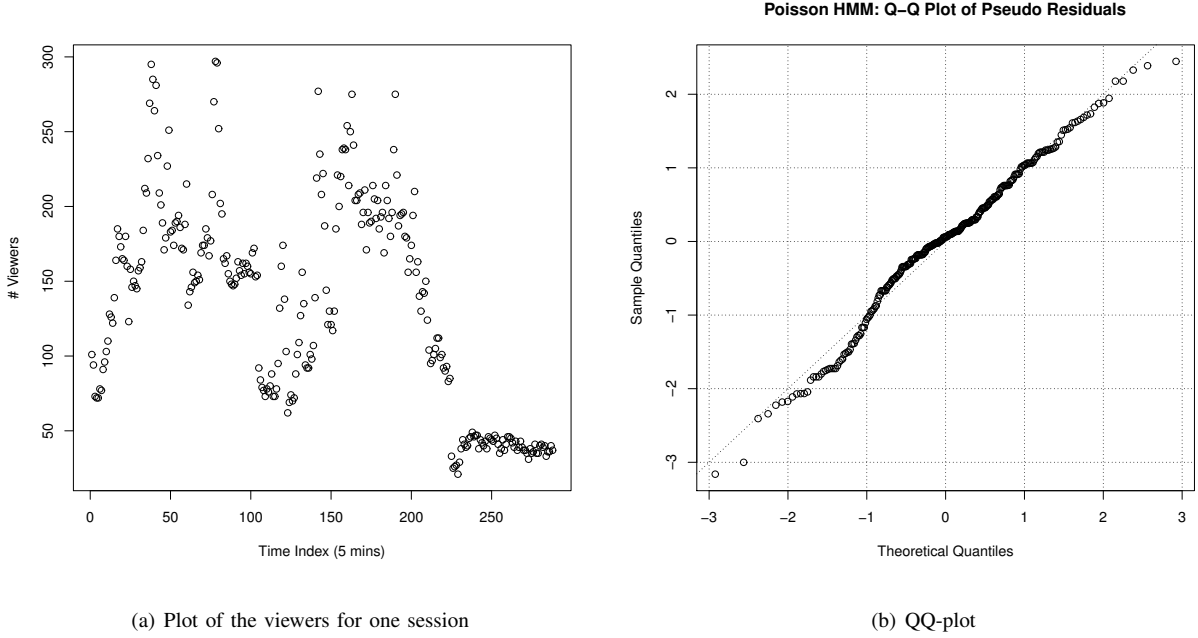 300
250
200
150
100
50
# Viewers
0 50 100 150 200 250
Time Index (5 mins)
(a) Plot of the viewers for one session
Poisson HMM: Q−Q Plot of Pseudo Residuals
2
1
0
−1
−2
−3
Sample Quantiles
−3 −2 −1 0 1 2 3
Theoretical Quantiles
(b) QQ-plot